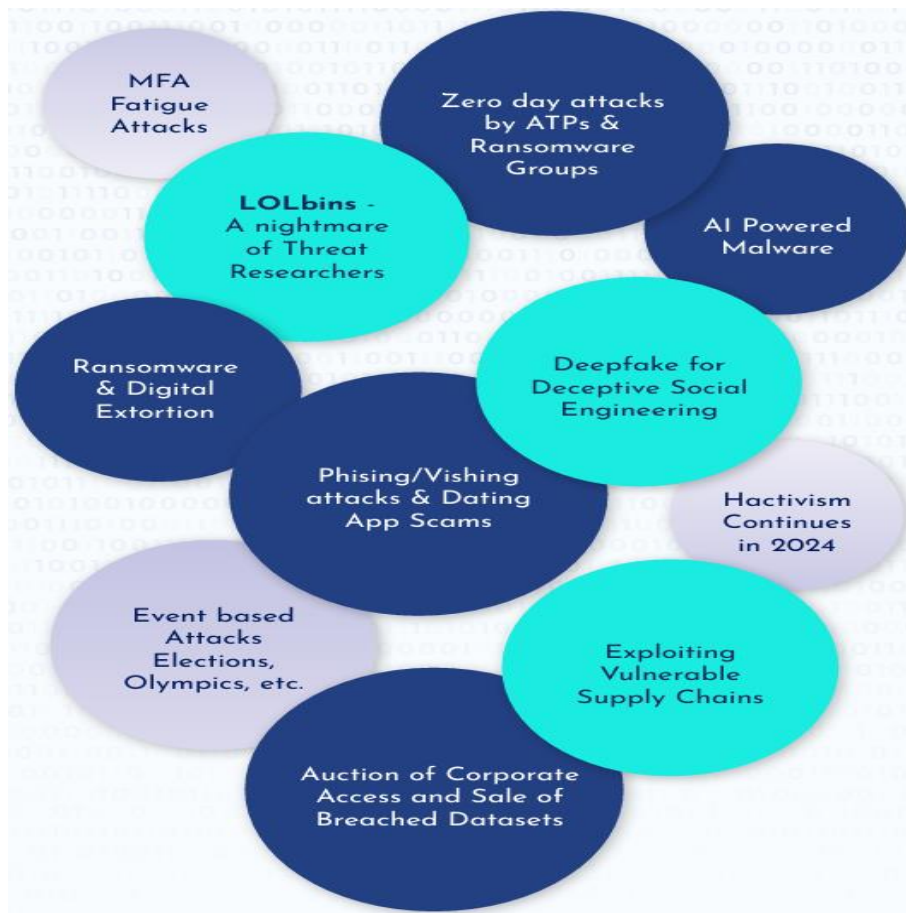 MFA
Fatigue
Attacks
Zero day attacks
by ATPs &
Ransomware
Groups
LOLbins -
A nightmare
of Threat
Researchers
AI Powered
Malware
Ransomware
& Digital
Extortion
Deepfake for
Deceptive Social
Engineering
Phising/Vishing
attacks & Dating
App Scams
Hactivism
Continues
in 2024
Event based
Attacks
Elections,
Olympics, etc.
Exploiting
Vulnerable
Supply Chains
Auction of Corporate
Access and Sale of
Breached Datasets